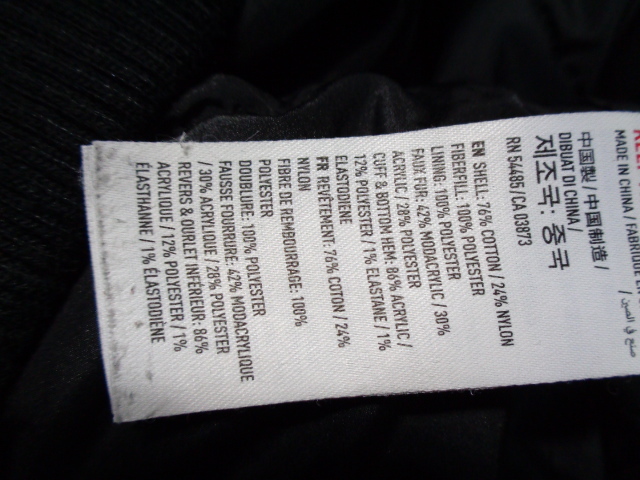 MADE IN CHINA / FABRIQUÉ EN
صنع في الصين /
中国製 / 中国制造 /
DIBUAT DI CHINA /
제조국: 중국
RN 54485 / CA 03873
EN SHELL: 76% COTTON / 24% NYLON
FIBERFILL: 100% POLYESTER
LINING: 100% POLYESTER
FAUX FUR: 42% MODACRYLIC / 30%
ACRYLIC / 28% POLYESTER
CUFF & BOTTOM HEM: 86% ACRYLIC /
12% POLYESTER / 1% ELASTANE / 1%
ELASTODIENE
FR REVÊTEMENT: 76% COTON / 24%
NYLON
FIBRE DE REMBOURRAGE: 100%
POLYESTER
DOUBLURE: 100% POLYESTER
FAUSSE FOURRURE: 42% MODACRYLIQUE
/ 30% ACRYLIQUE / 28% POLYESTER
REVERS & OURLET INFÉRIEUR: 86%
ACRYLIQUE / 12% POLYESTER / 1%
ÉLASTHANNE / 1% ÉLASTODIÈNE